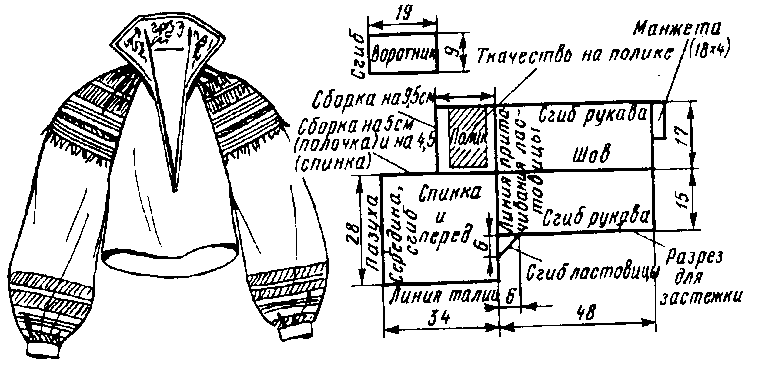 19
Сгиб
Воротник
9
Манжета
(18×4)
Ткачество на полике
Сборка на 9,5см
Сборка на 5см
(полочка) и на 4,5
(спинка)
Полик
Линия притачивания ластовицы
Сгиб рукава
Шов
17
Сгиб рукава
15
28
Пазуха
Середина,
сгиб
Спинка
и
перед
6
Сгиб ластовицы
Разрез
для
застежки
Линия талии
6
34
48